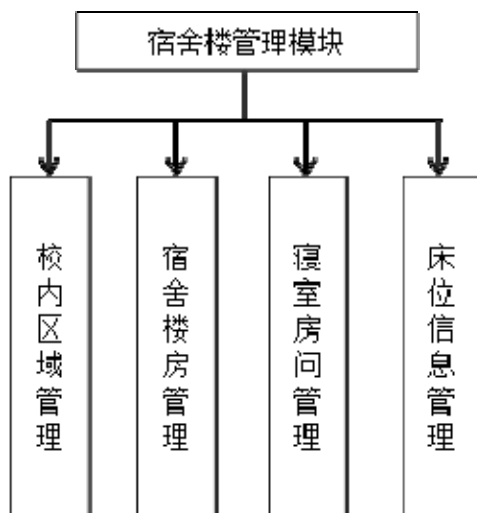 宿舍楼管理模块
校内区域管理
宿舍楼房管理
寝室房问管理
床位信息管理